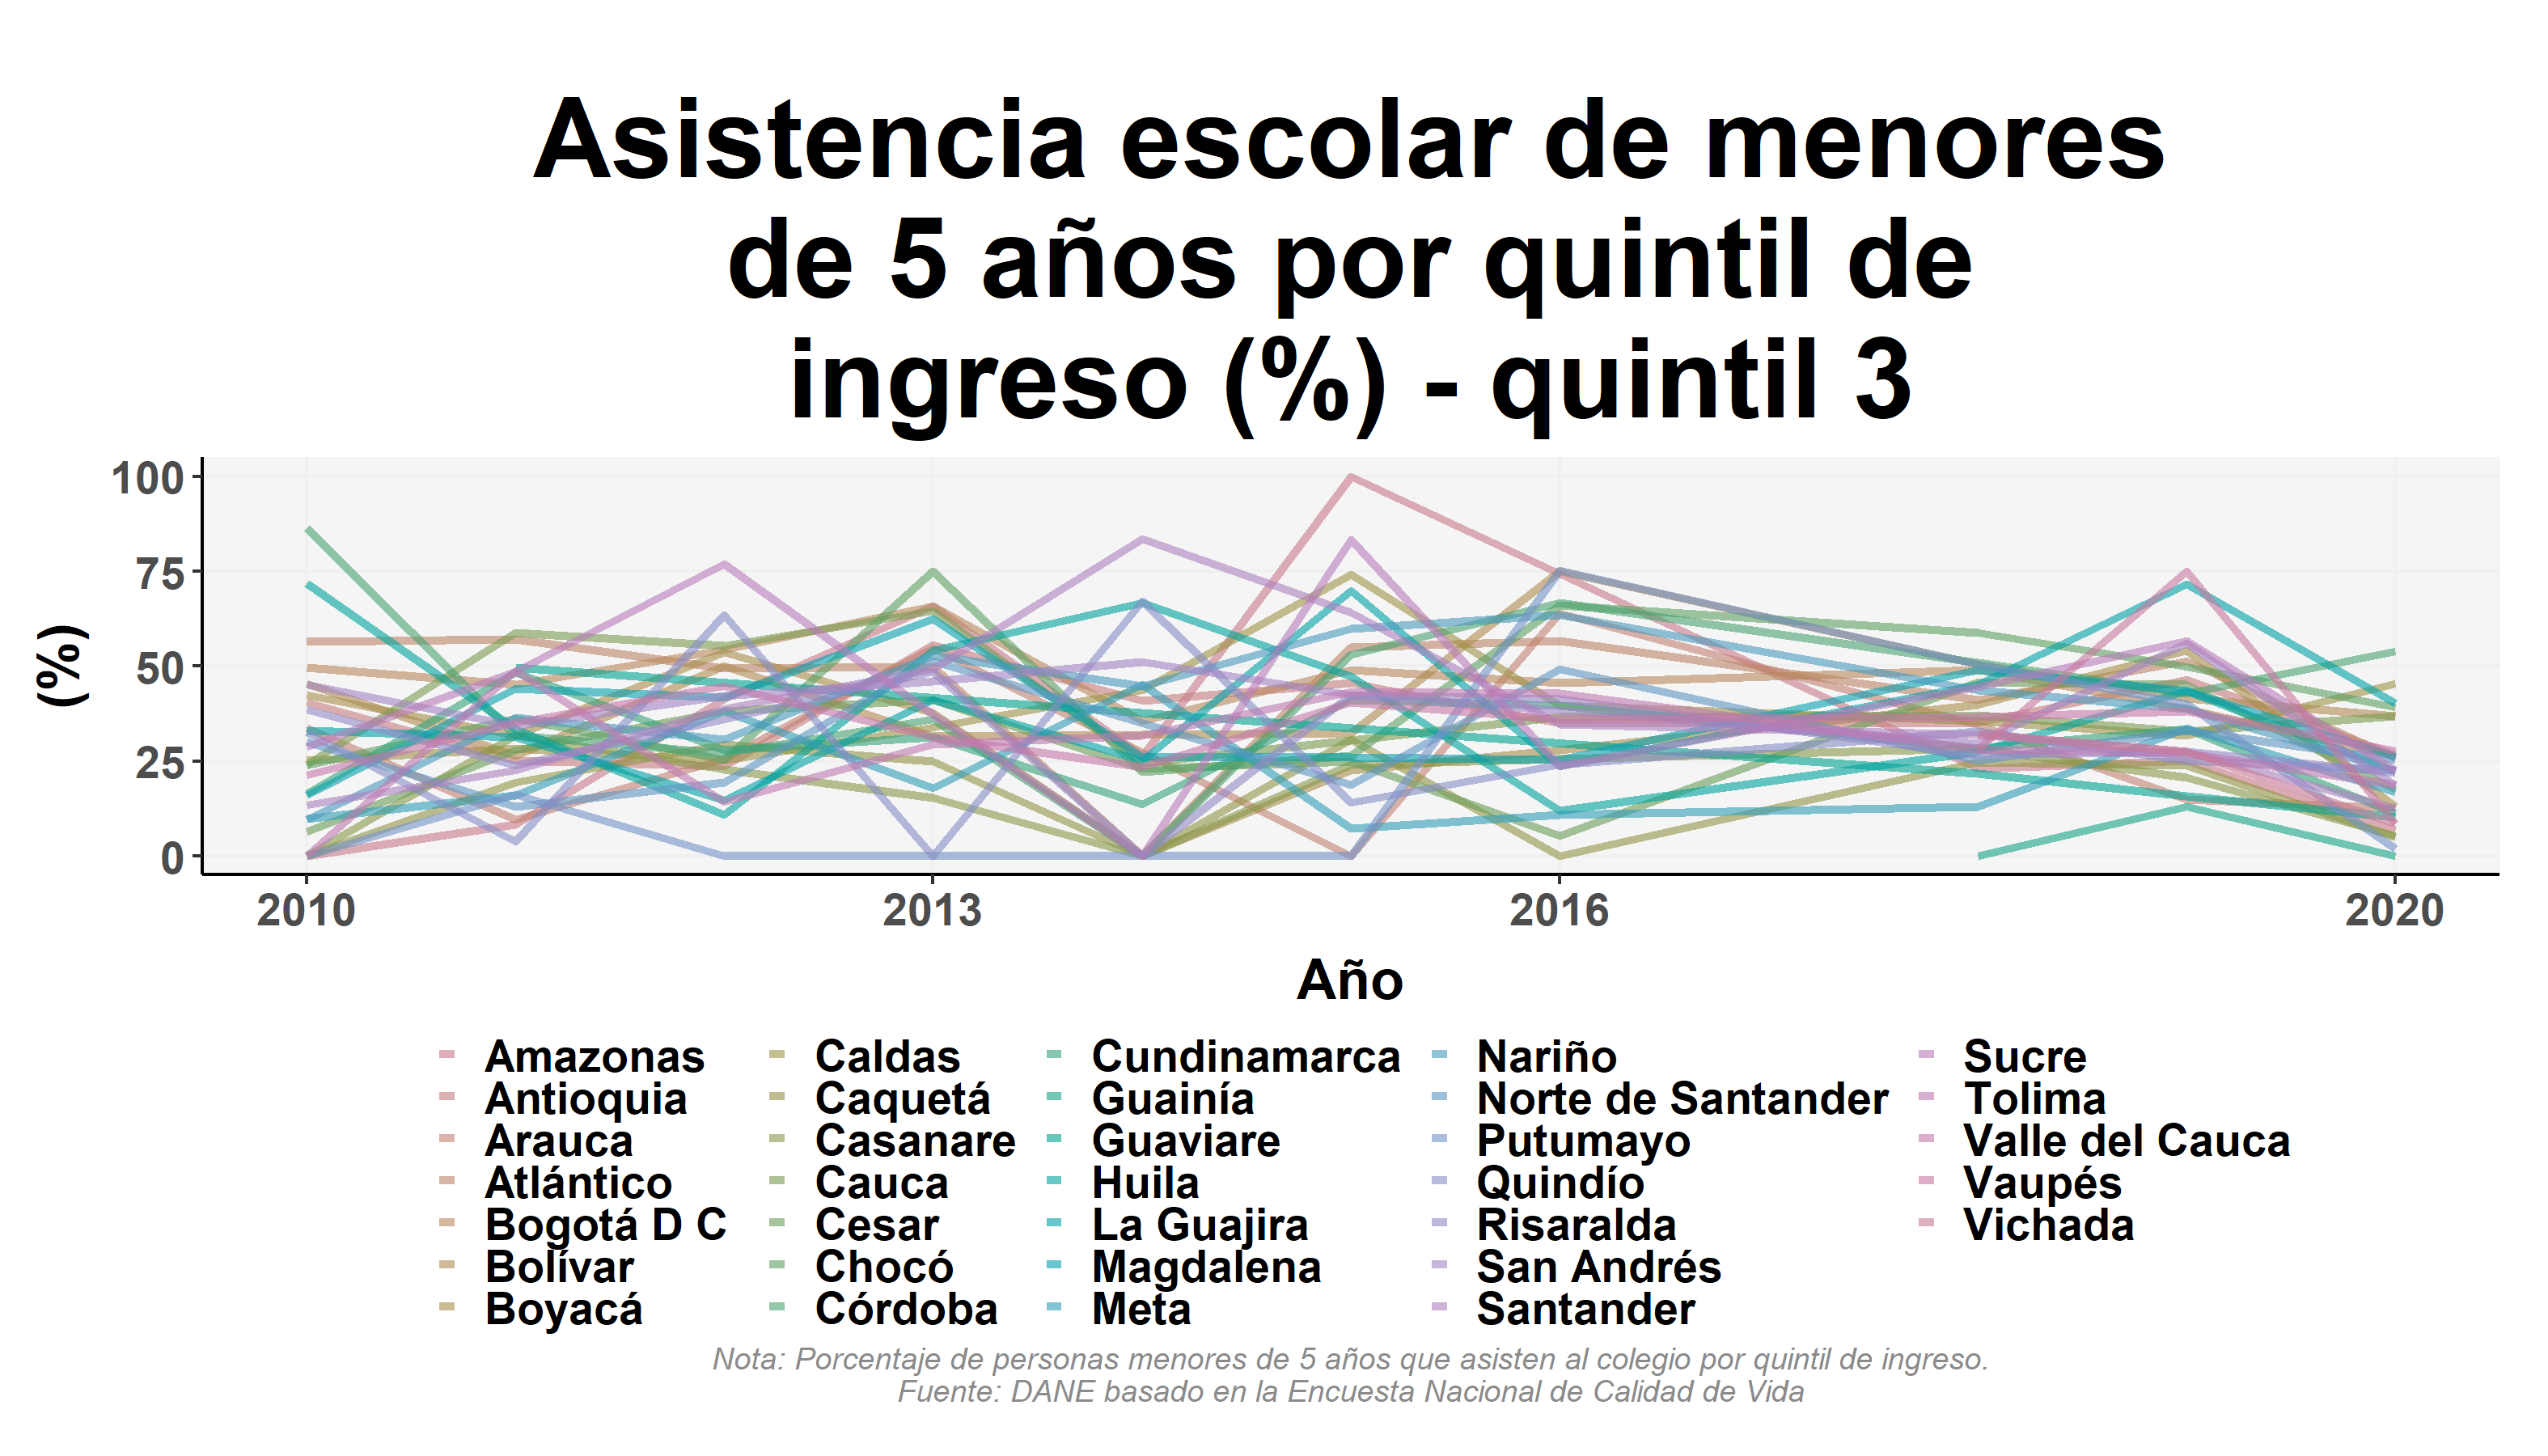 Asistencia escolar de menores
de 5 años por quintil de
ingreso (%) - quintil 3
(%)
100
75
50
25
0
2010 2013 2016 2020
Año
Amazonas Caldas Cundinamarca Nariño Sucre
Antioquia Caquetá Guainía Norte de Santander Tolima
Arauca Casanare Guaviare Putumayo Valle del Cauca
Atlántico Cauca Huila Quindío Vaupés
Bogotá D C Cesar La Guajira Risaralda Vichada
Bolívar Chocó Magdalena San Andrés
Boyacá Córdoba Meta Santander
Nota: Porcentaje de personas menores de 5 años que asisten al colegio por quintil de ingreso.
Fuente: DANE basado en la Encuesta Nacional de Calidad de Vida